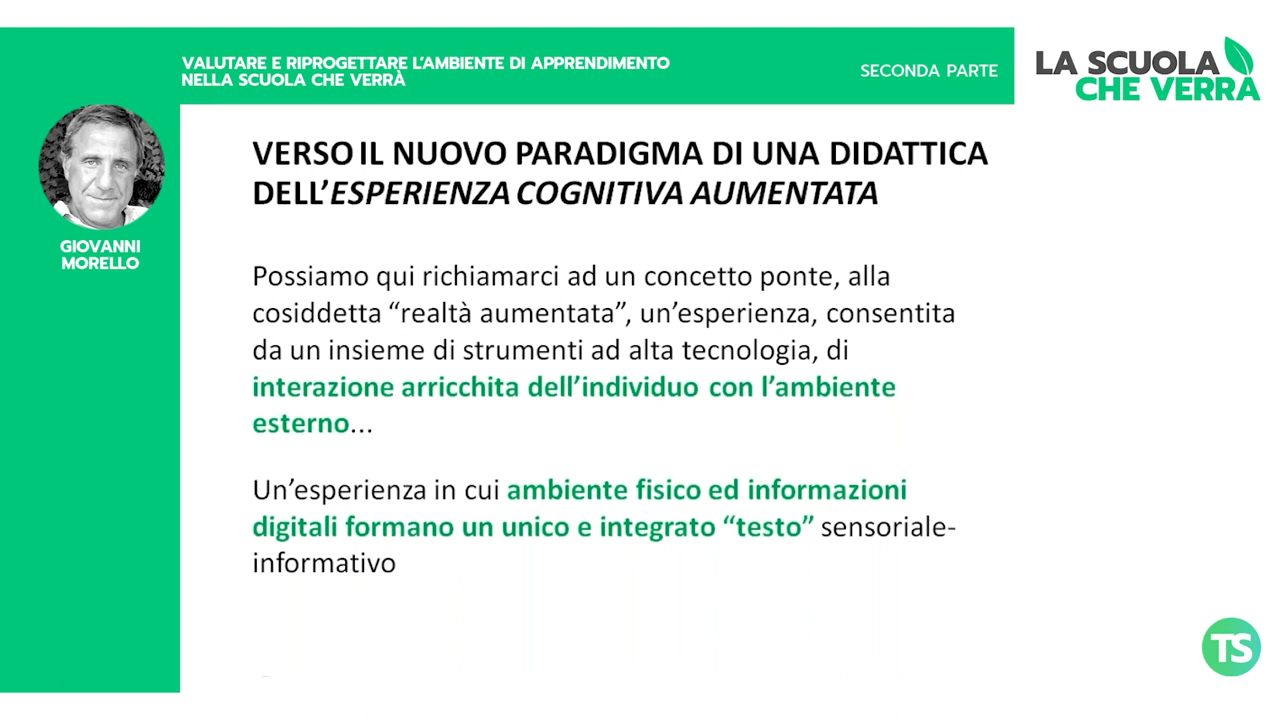 VALUTARE E RIPROGETTARE L'AMBIENTE DI APPRENDIMENTO
NELLA SCUOLA CHE VERRÀ
SECONDA PARTE
LA SCUOLA
CHE VERRÀ
GIOVANNI
MORELLO
VERSO IL NUOVO PARADIGMA DI UNA DIDATTICA
DELL'ESPERIENZA COGNITIVA AUMENTATA
Possiamo qui richiamarci ad un concetto ponte, alla
cosiddetta “realtà aumentata”, un’esperienza, consentita
da un insieme di strumenti ad alta tecnologia, di
interazione arricchita dell’individuo con l’ambiente
esterno...
Un’esperienza in cui ambiente fisico ed informazioni
digitali formano un unico e integrato “testo” sensoriale-
informativo
TS